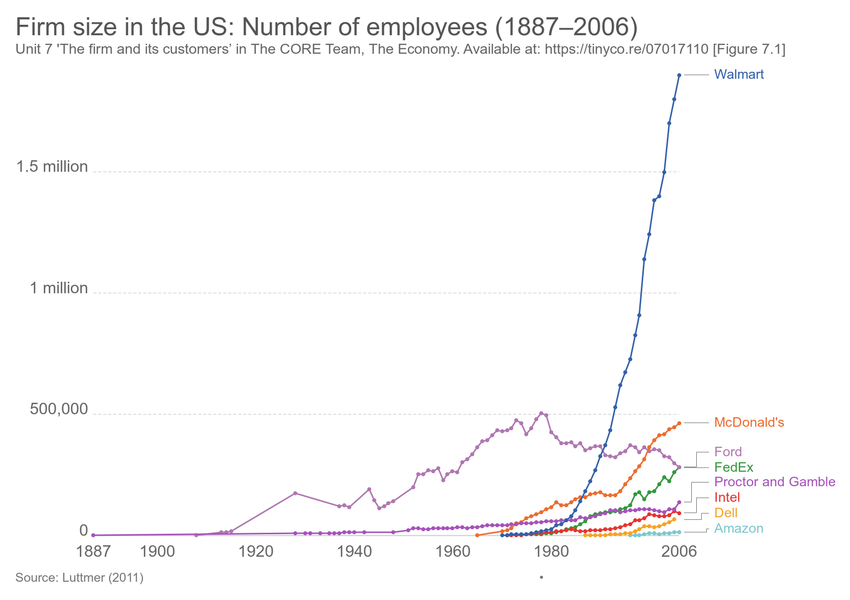 Firm size in the US: Number of employees (1887–2006)
Unit 7 'The firm and its customers’ in The CORE Team, The Economy. Available at: https://tinyco.re/07017110 [Figure 7.1]
Walmart
1.5 million
1 million
500,000
McDonald's
Ford
FedEx
Proctor and Gamble
Intel
Dell
Amazon
0
1887 1900 1920 1940 1960 1980 2006
Source: Luttmer (2011)